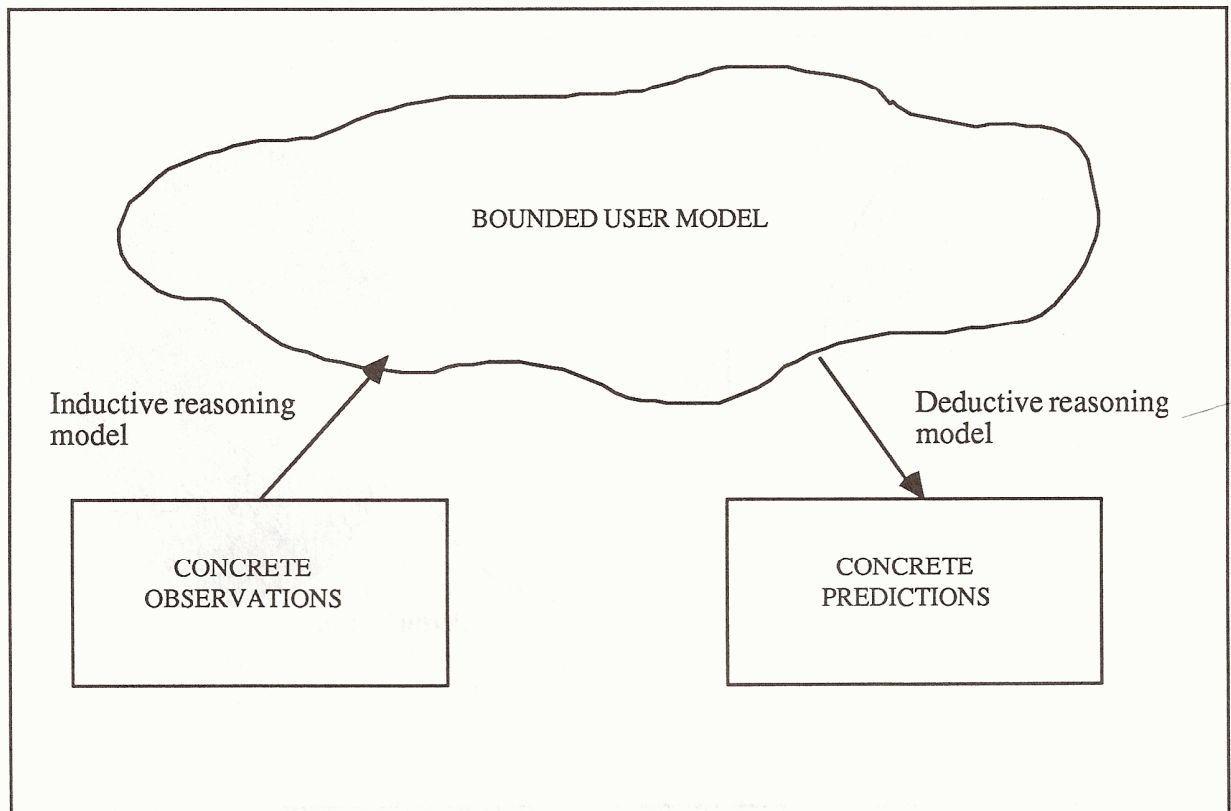 BOUNDED USER MODEL
Inductive reasoning
model
Deductive reasoning
model
CONCRETE
OBSERVATIONS
CONCRETE
PREDICTIONS